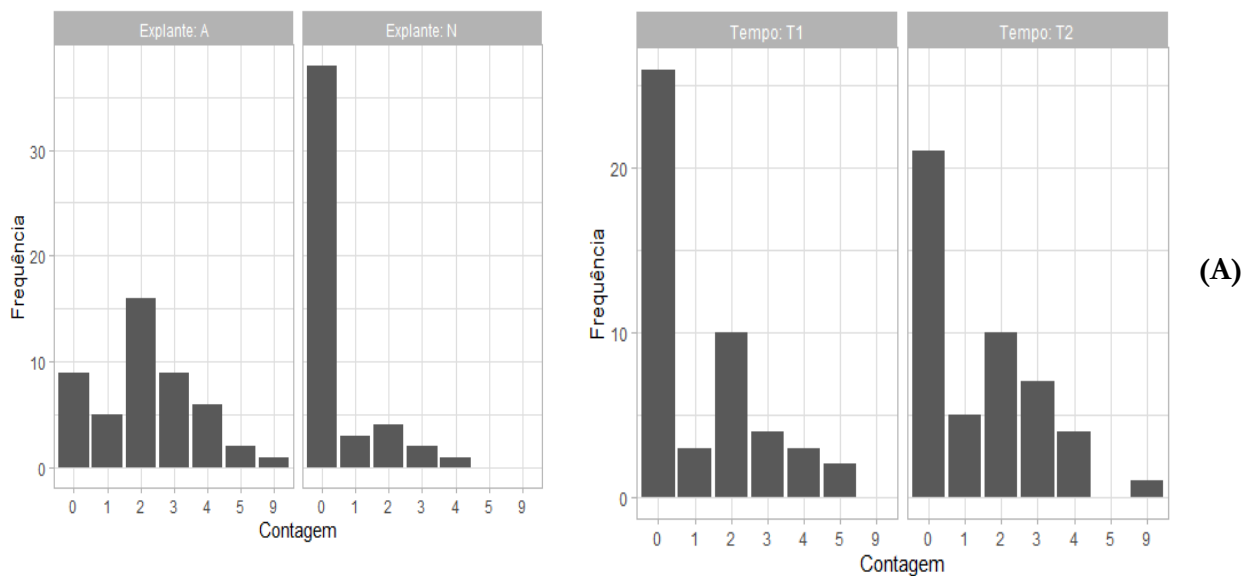 Explante: A
Explante: N
Frequência
30
20
10
0
0 1 2 3 4 5 9
0 1 2 3 4 5 9
Contagem
Tempo: T1
Tempo: T2
Frequência
20
10
0
0 1 2 3 4 5 9
0 1 2 3 4 5 9
Contagem
(A)